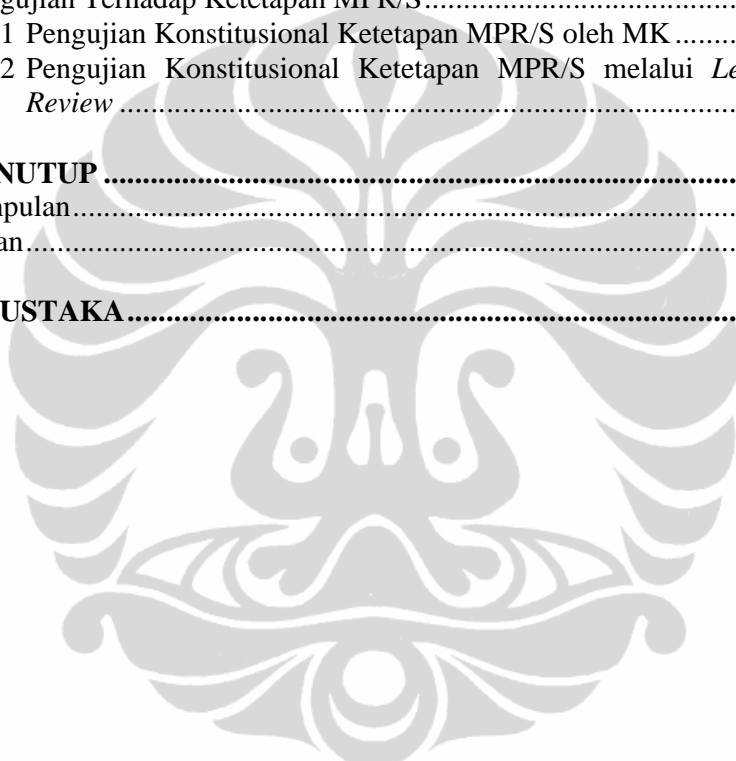 gujian Terhadap Ketetapan MPR/S........................................
1 Pengujian Konstitusional Ketetapan MPR/S oleh MK ..........
2 Pengujian Konstitusional Ketetapan MPR/S melalui Le
Review ................................................................................
NUTUP ................................................................................
pulan................................................................................
an................................................................................
USTAKA................................................................................